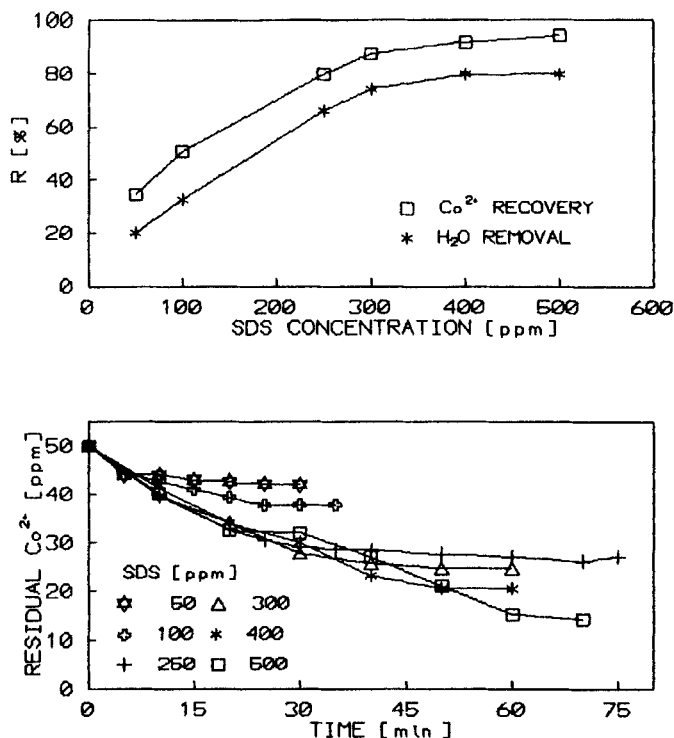 100
80
60
40
20
0
R [%]
□ Co²⁺ RECOVERY
* H₂O REMOVAL
0 100 200 300 400 500 600
SDS CONCENTRATION [ppm]
50
40
30
20
10
0
RESIDUAL Co²⁺ [ppm]
SDS [ppm]
50 300
100 400
250 500
0 15 30 45 60 75
TIME [min]